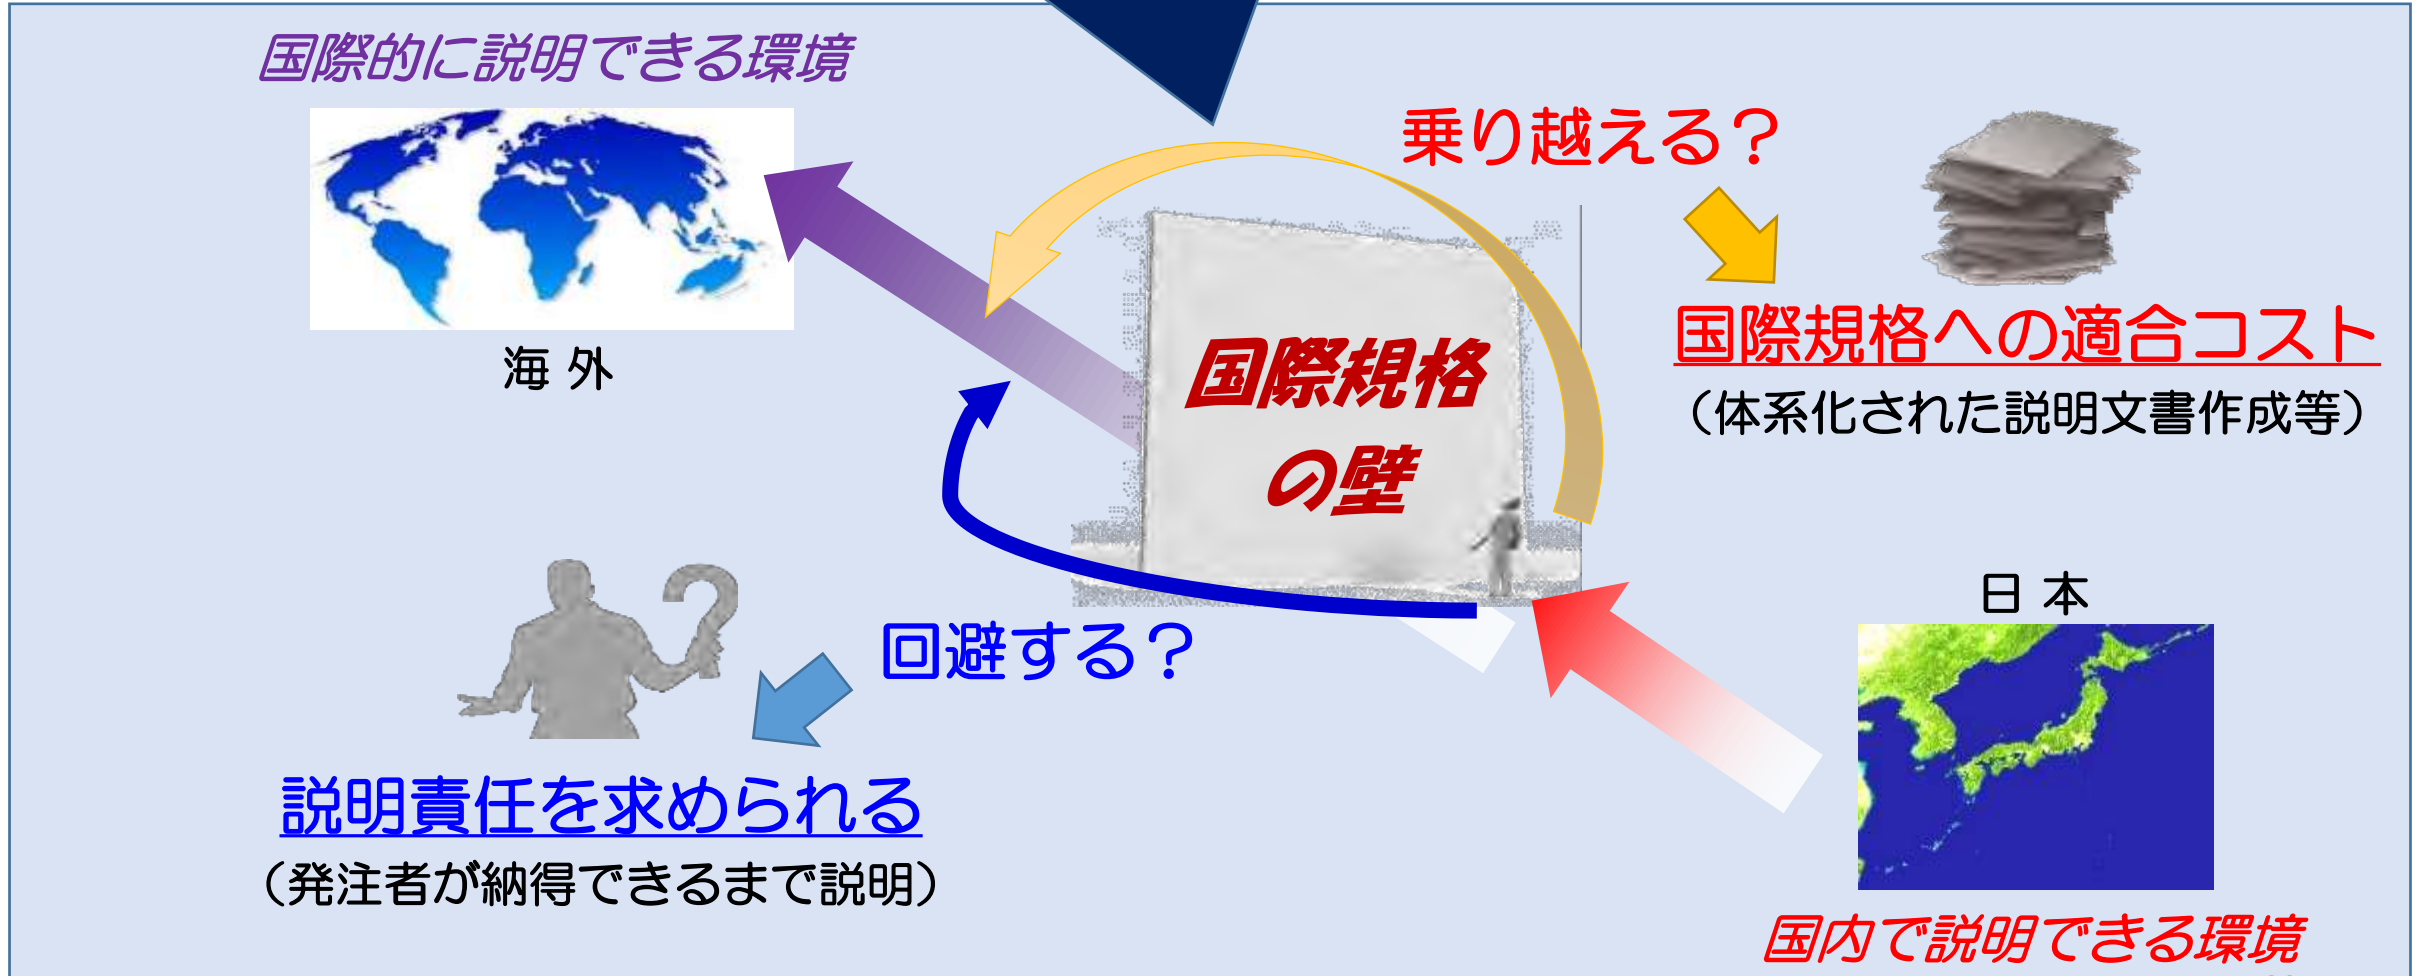 国際的に説明できる環境
海 外
乗り越える？
国際規格への適合コスト
（体系化された説明文書作成等）
国際規格
の壁
回避する？
説明責任を求められる
（発注者が納得できるまで説明）
日 本
国内で説明できる環境